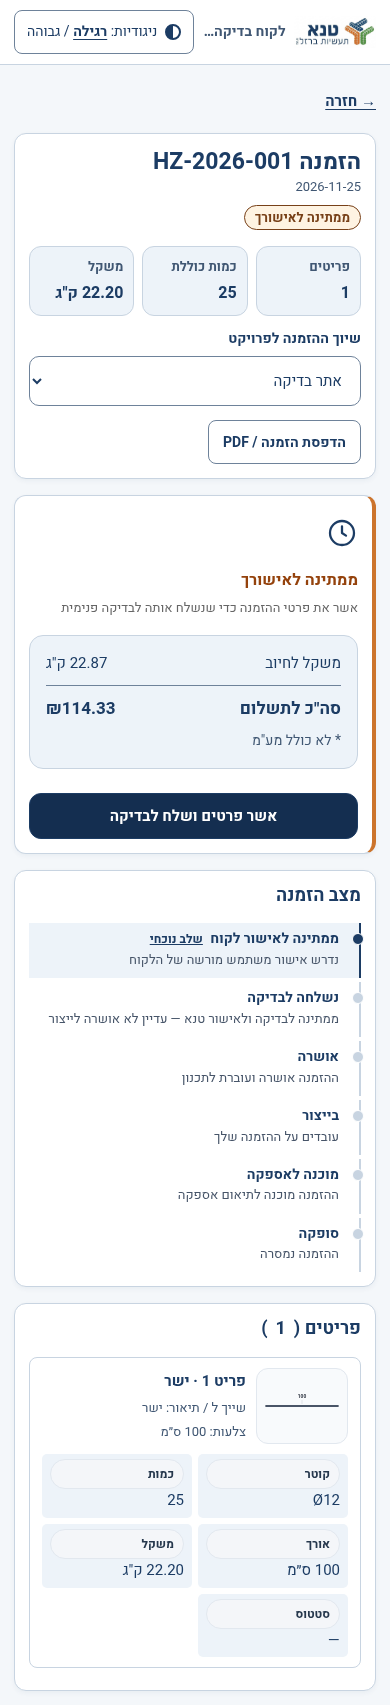 טנא
תעשיות ברזל
לקוח בדיקה...
ניגודיות: רגילה / גבוהה
→ חזרה
הזמנה HZ-2026-001
2026-11-25
ממתינה לאישורך
פריטים
1
כמות כוללת
25
משקל
22.20 ק"ג
שיוך ההזמנה לפרויקט
אתר בדיקה
הדפסת הזמנה / PDF
ממתינה לאישורך
אשר את פרטי ההזמנה כדי שנשלח אותה לבדיקה פנימית
משקל לחיוב
22.87 ק"ג
סה"כ לתשלום
₪114.33
* לא כולל מע"מ
אשר פרטים ושלח לבדיקה
מצב הזמנה
ממתינה לאישור לקוח שלב נוכחי
נדרש אישור משתמש מורשה של הלקוח
נשלחה לבדיקה
ממתינה לבדיקה ולאישור טנא — עדיין לא אושרה לייצור
אושרה
ההזמנה אושרה ועוברת לתכנון
בייצור
עובדים על ההזמנה שלך
מוכנה לאספקה
ההזמנה מוכנה לתיאום אספקה
סופקה
ההזמנה נמסרה
פריטים ( 1 )
100
פריט 1 · ישר
שייך ל / תיאור: ישר
צלעות: 100 ס״מ
קוטר
Ø12
כמות
25
אורך
100 ס״מ
משקל
22.20 ק"ג
סטטוס
—